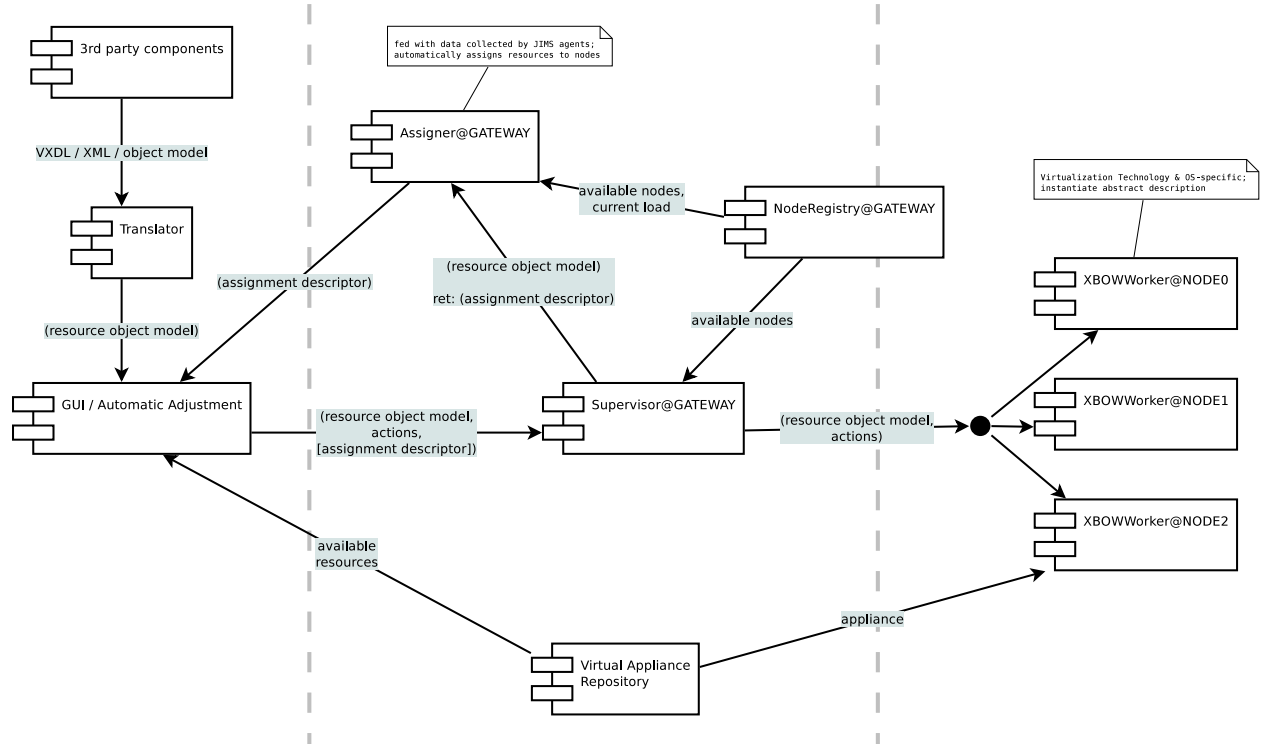 fed with data collected by JIMS agents;
automatically assigns resources to nodes
3rd party components
Assigner@GATEWAY
VXDL / XML / object model
Virtualization Technology & OS-specific;
instantiate abstract description
available nodes,
current load
NodeRegistry@GATEWAY
Translator
(resource object model)
ret: (assignment descriptor)
(assignment descriptor)
XBOWWorker@NODE0
available nodes
(resource object model)
GUI / Automatic Adjustment
(resource object model,
actions,
[assignment descriptor])
Supervisor@GATEWAY
(resource object model,
actions)
XBOWWorker@NODE1
XBOWWorker@NODE2
available
resources
appliance
Virtual Appliance
Repository